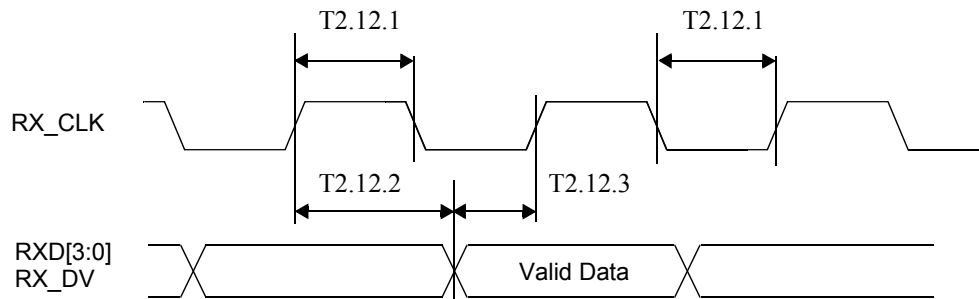 T2.12.1 T2.12.1
RX_CLK
T2.12.2 T2.12.3
RXD[3:0]
RX_DV
Valid Data